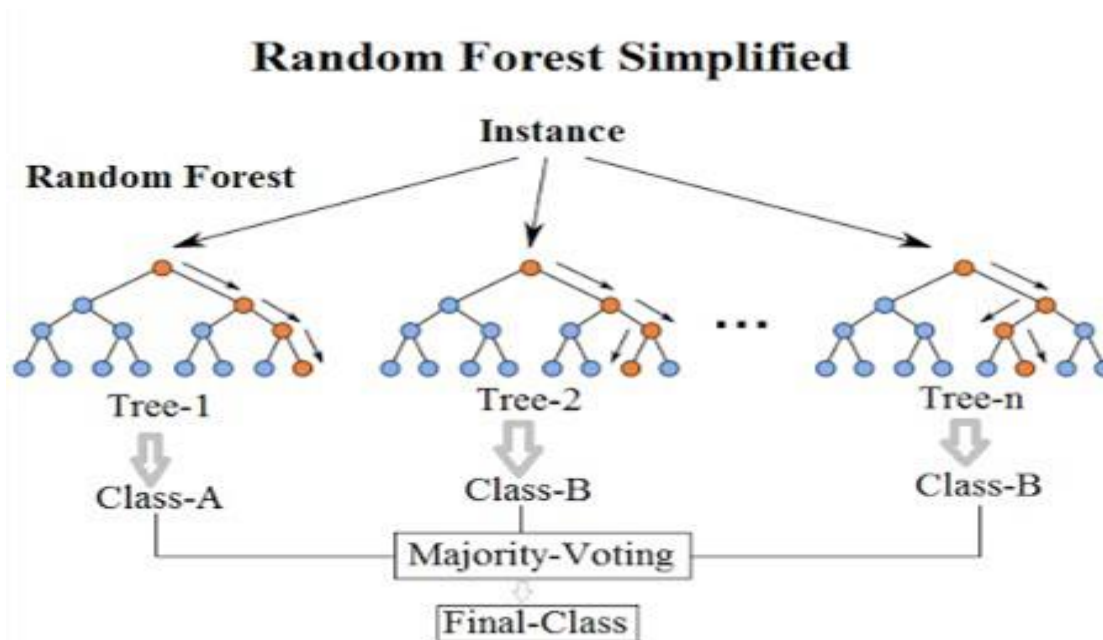 Random Forest Simplified
Instance
Random Forest
...
Tree-1
Tree-2
Tree-n
Class-A
Class-B
Class-B
Majority-Voting
Final-Class